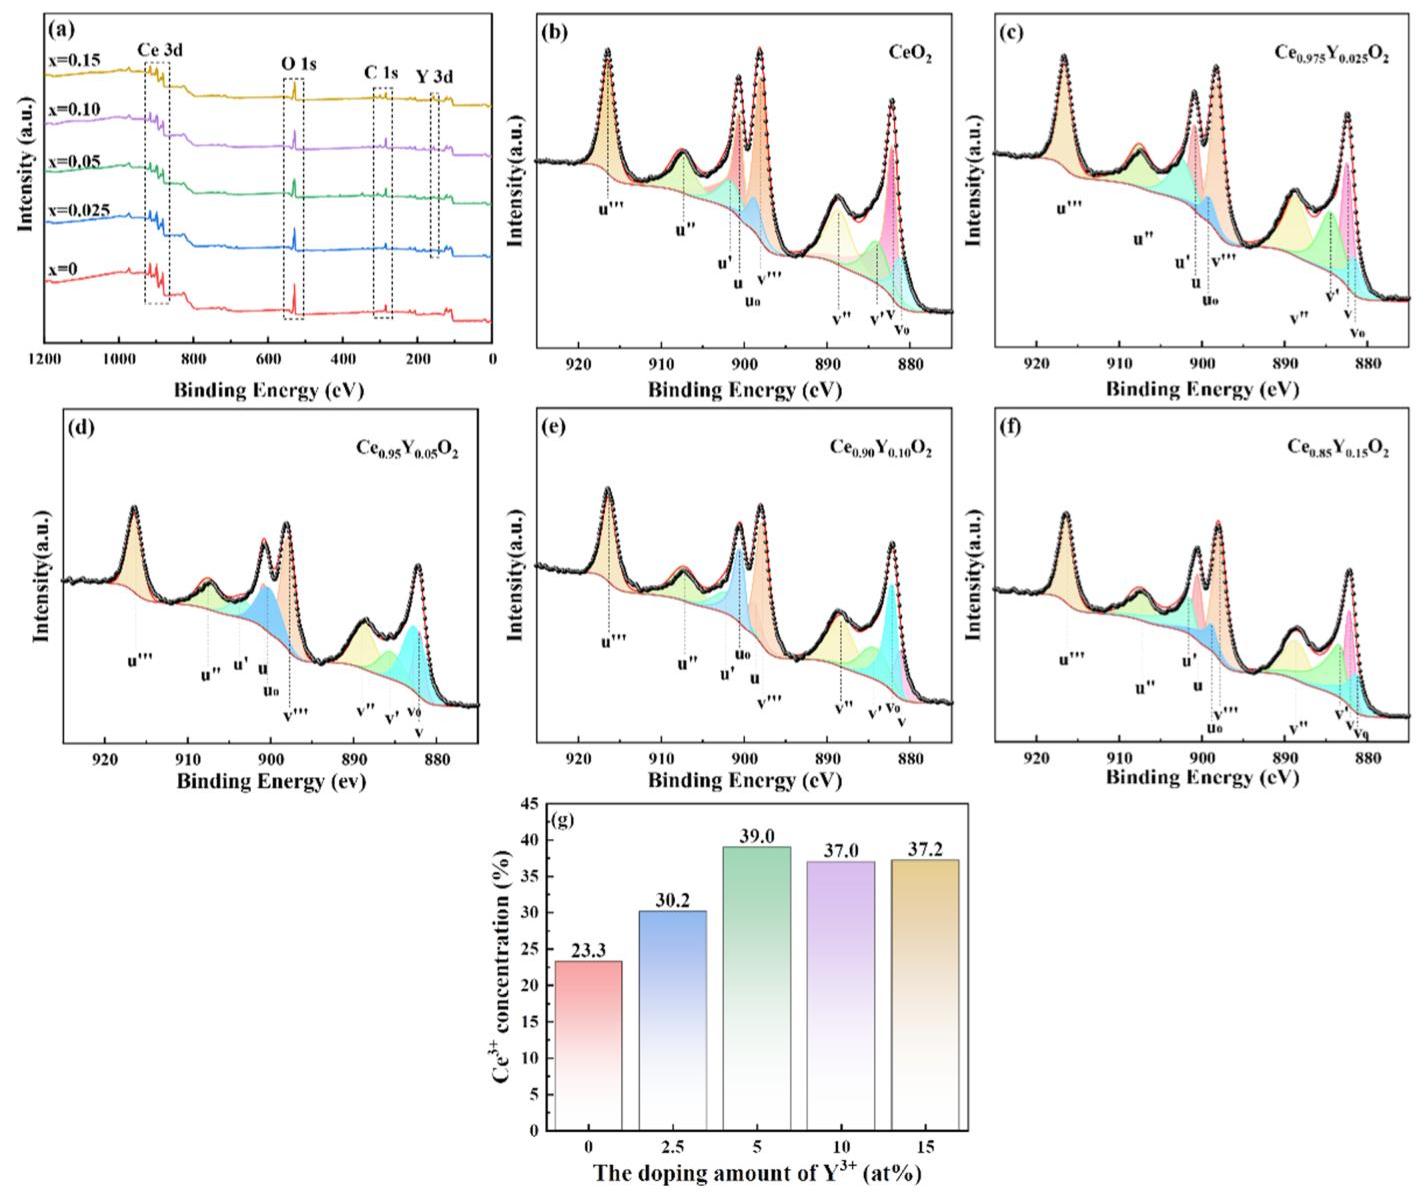 (a)
Ce 3d
O 1s
C 1s
Y 3d
x=0.15
x=0.10
x=0.05
x=0.025
x=0
Intensity (a.u.)
1200 1000 800 600 400 200 0
Binding Energy (eV)
(b)
CeO₂
u''' u'' u' u u₀ v''' v'' v' v v₀
Intensity(a.u.)
920 910 900 890 880
Binding Energy (eV)
(c)
Ce₀.₉₇₅Y₀.₀₂₅O₂
u''' u'' u' u u₀ v''' v'' v' v v₀
Intensity(a.u.)
920 910 900 890 880
Binding Energy (eV)
(d)
Ce₀.₉₅Y₀.₀₅O₂
u''' u'' u' u u₀ v''' v'' v' v₀ v
Intensity(a.u.)
920 910 900 890 880
Binding Energy (ev)
(e)
Ce₀.₉₀Y₀.₁₀O₂
u''' u'' u' u₀ u v''' v'' v' v₀ v
Intensity(a.u.)
920 910 900 890 880
Binding Energy (eV)
(f)
Ce₀.₈₅Y₀.₁₅O₂
u''' u'' u' u u₀ v''' v'' v' v v₀
Intensity(a.u.)
920 910 900 890 880
Binding Energy (eV)
(g)
23.3
30.2
39.0
37.0
37.2
Ce³⁺ concentration (%)
45
40
35
30
25
20
15
10
5
0
0 2.5 5 10 15
The doping amount of Y³⁺ (at%)